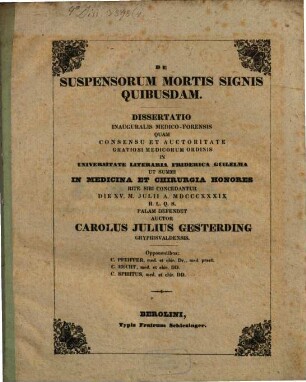 DE
SUSPENSORUM MORTIS SIGNIS
QUIBUSDAM.
DISSERTATIO
INAUGURALIS MEDICO-FORENSIS
QUAM
CONSENSU ET AUCTORITATE
GRATIOSI MEDICORUM ORDINIS
IN
UNIVERSITATE LITERARIA FRIDERICA GUILELMA
UT SUMMI
IN MEDICINA ET CHIRURGIA HONORES
RITE SIBI CONCEDANTUR
DIE XV. M. JULII A. MDCCCXXXIX
H. L. Q. S.
PALAM DEFENDET
AUCTOR
CAROLUS JULIUS GESTERDING
GRYPHISVALDENSIS.
Opponentibus:
C. PFEIFFER, med. et chir. Dr., med. pract.
C. HECHT, med. et chir. DD.
C. SPIRITUS, med. et chir. DD.
BEROLINI,
Typis Fratrum Schlesinger.